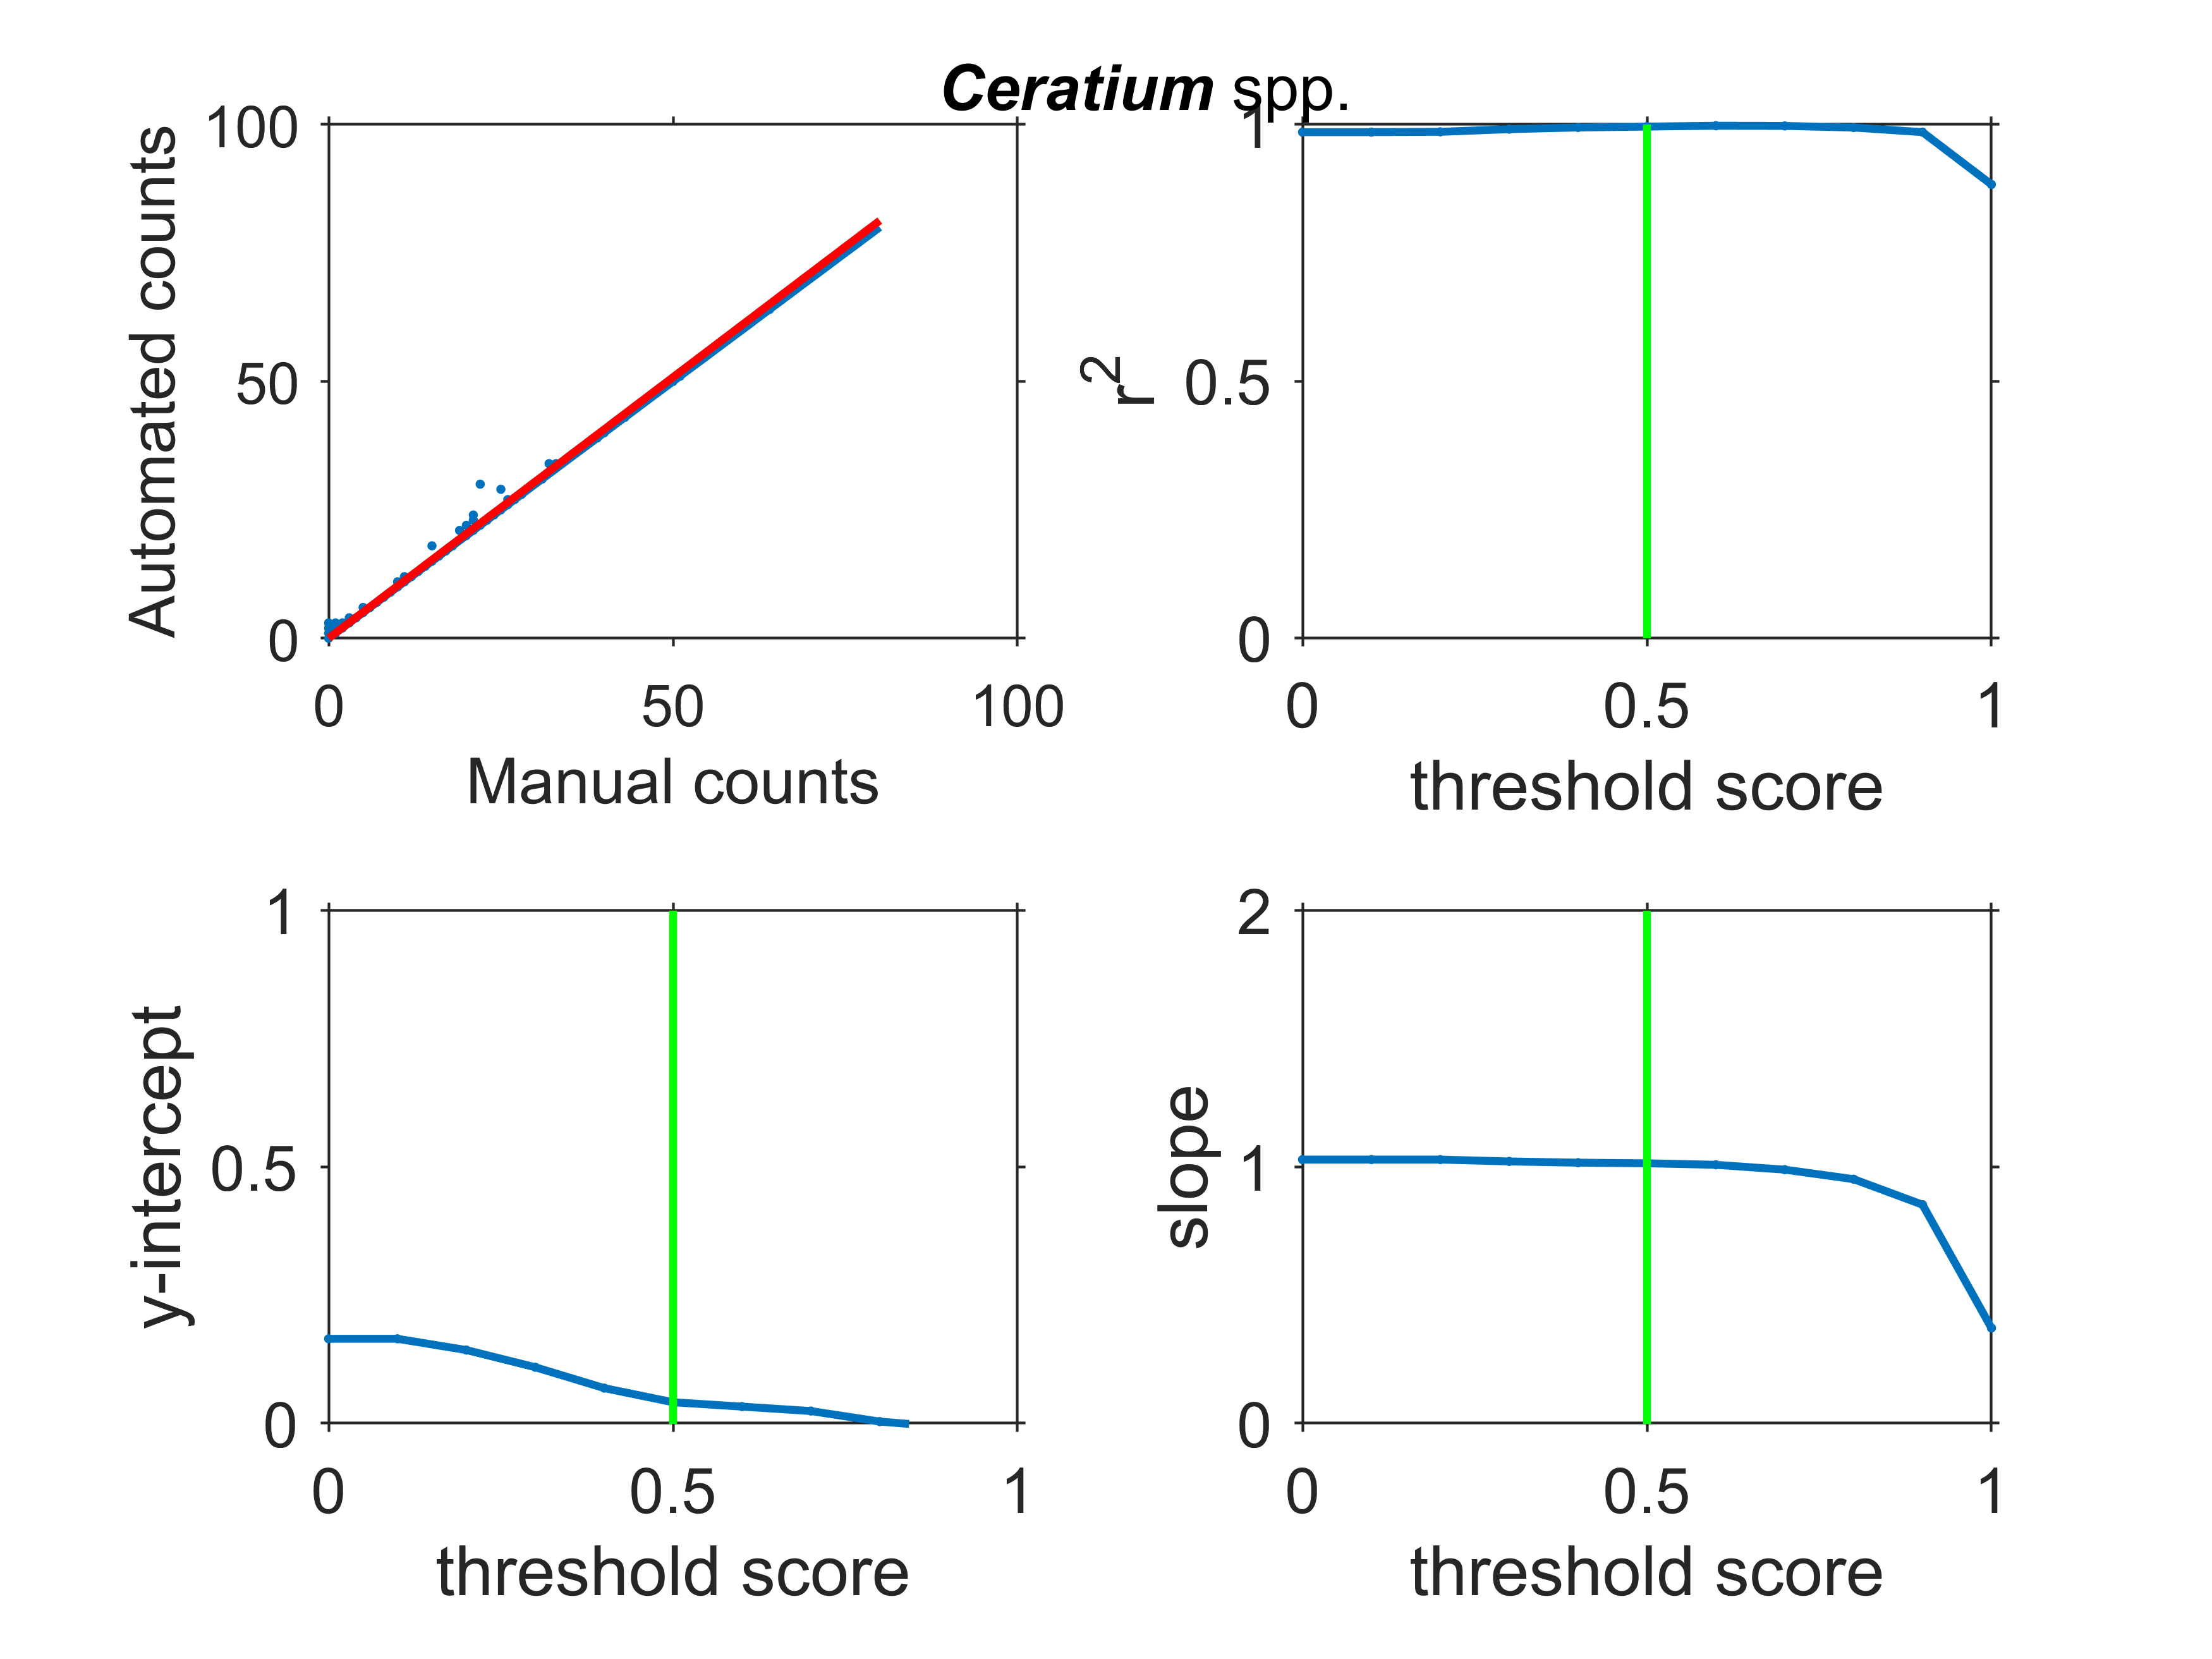 Ceratium spp.
100
50
0
Automated counts
0 50 100
Manual counts
1
0.5
0
r2
0 0.5 1
threshold score
1
0.5
0
y-intercept
0 0.5 1
threshold score
2
1
0
slope
0 0.5 1
threshold score